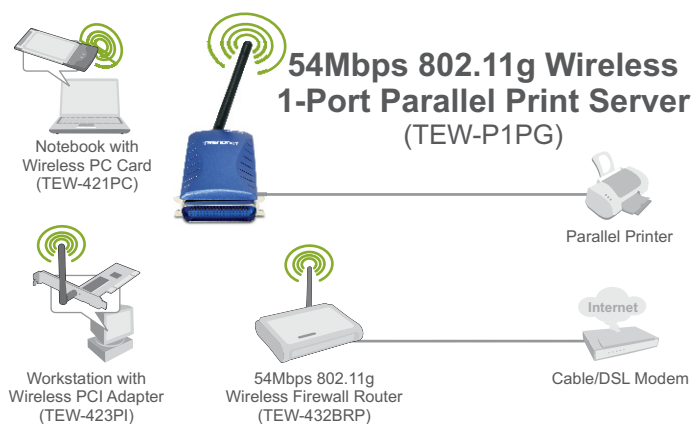 54Mbps 802.11g Wireless
1-Port Parallel Print Server
(TEW-P1PG)
Notebook with
Wireless PC Card
(TEW-421PC)
TRENDNET
Parallel Printer
Workstation with
Wireless PCI Adapter
(TEW-423PI)
54Mbps 802.11g
Wireless Firewall Router
(TEW-432BRP)
Internet
Cable/DSL Modem